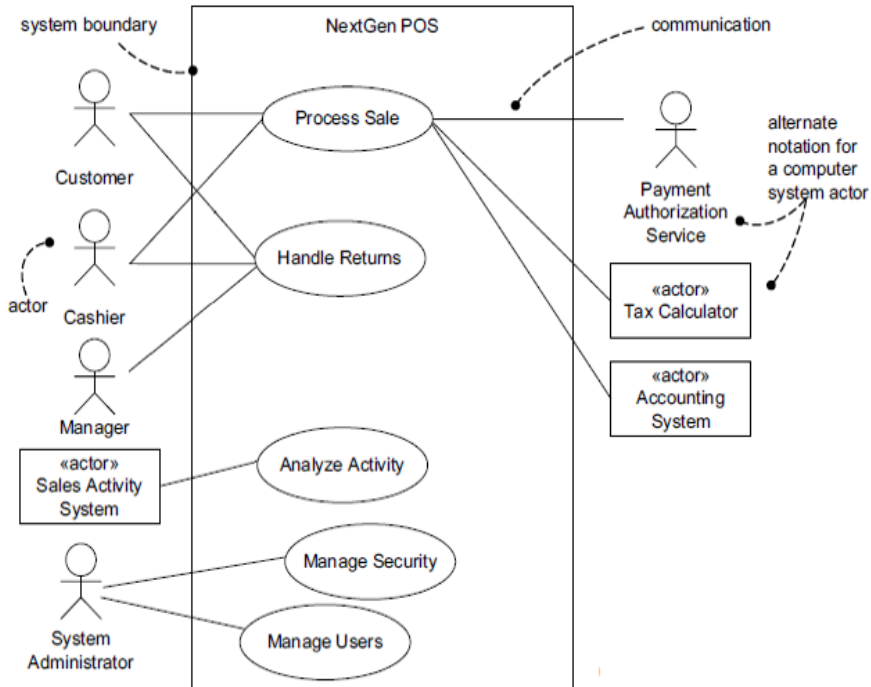 system boundary
NextGen POS
communication
Process Sale
alternate
notation for
a computer
system actor
Customer
Payment
Authorization
Service
Handle Returns
actor
Cashier
«actor»
Tax Calculator
Manager
«actor»
Accounting
System
«actor»
Sales Activity
System
Analyze Activity
Manage Security
System
Administrator
Manage Users